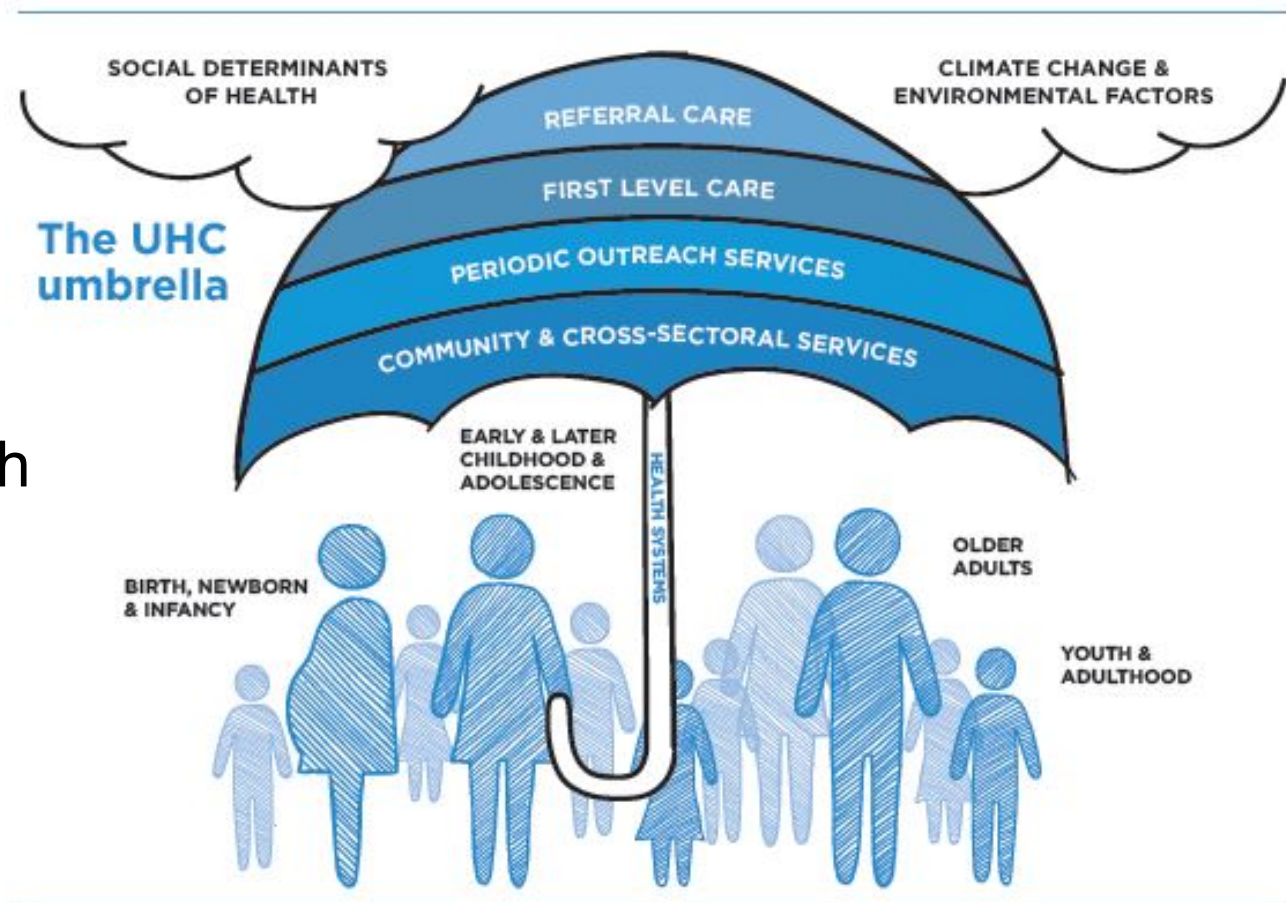 SOCIAL DETERMINANTS
OF HEALTH
CLIMATE CHANGE &
ENVIRONMENTAL FACTORS
REFERRAL CARE
FIRST LEVEL CARE
The UHC
umbrella
PERIODIC OUTREACH SERVICES
COMMUNITY & CROSS-SECTORAL SERVICES
h
EARLY & LATER
CHILDHOOD &
ADOLESCENCE
HEALTH SYSTEMS
OLDER
ADULTS
BIRTH, NEWBORN
& INFANCY
YOUTH &
ADULTHOOD